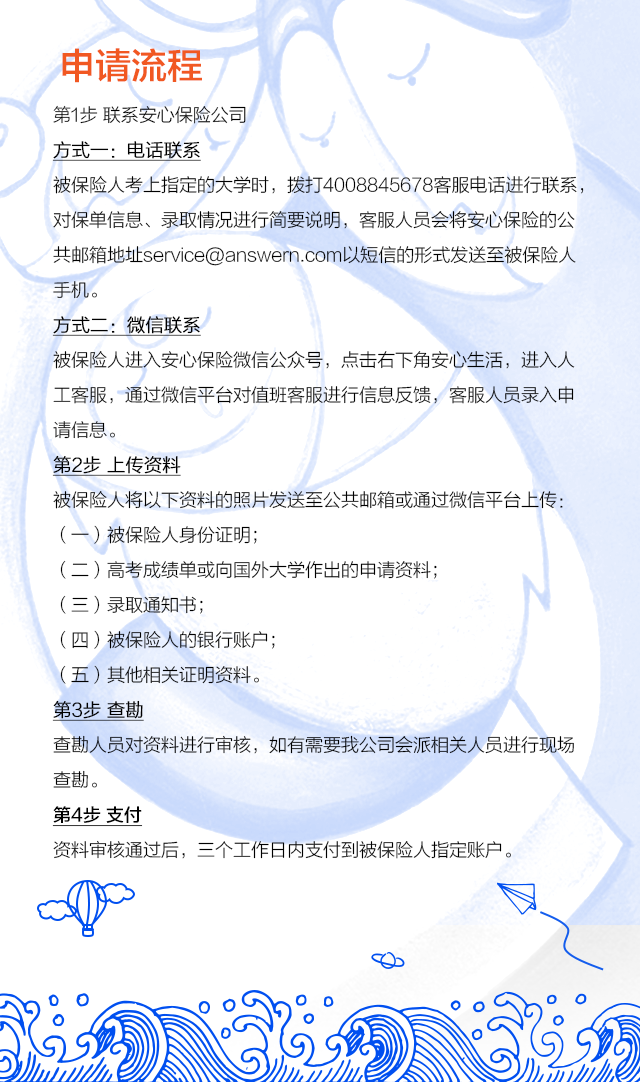 申请流程
第1步 联系安心保险公司
方式一：电话联系
被保险人考上指定的大学时，拨打4008845678客服电话进行联系，
对保单信息、录取情况进行简要说明，客服人员会将安心保险的公
共邮箱地址service@answern.com以短信的形式发送至被保险人
手机。
方式二：微信联系
被保险人进入安心保险微信公众号，点击右下角安心生活，进入人
工客服，通过微信平台对值班客服进行信息反馈，客服人员录入申
请信息。
第2步 上传资料
被保险人将以下资料的照片发送至公共邮箱或通过微信平台上传：
（一）被保险人身份证明；
（二）高考成绩单或向国外大学作出的申请资料；
（三）录取通知书；
（四）被保险人的银行账户；
（五）其他相关证明资料。
第3步 查勘
查勘人员对资料进行审核，如有需要我公司会派相关人员进行现场
查勘。
第4步 支付
资料审核通过后，三个工作日内支付到被保险人指定账户。